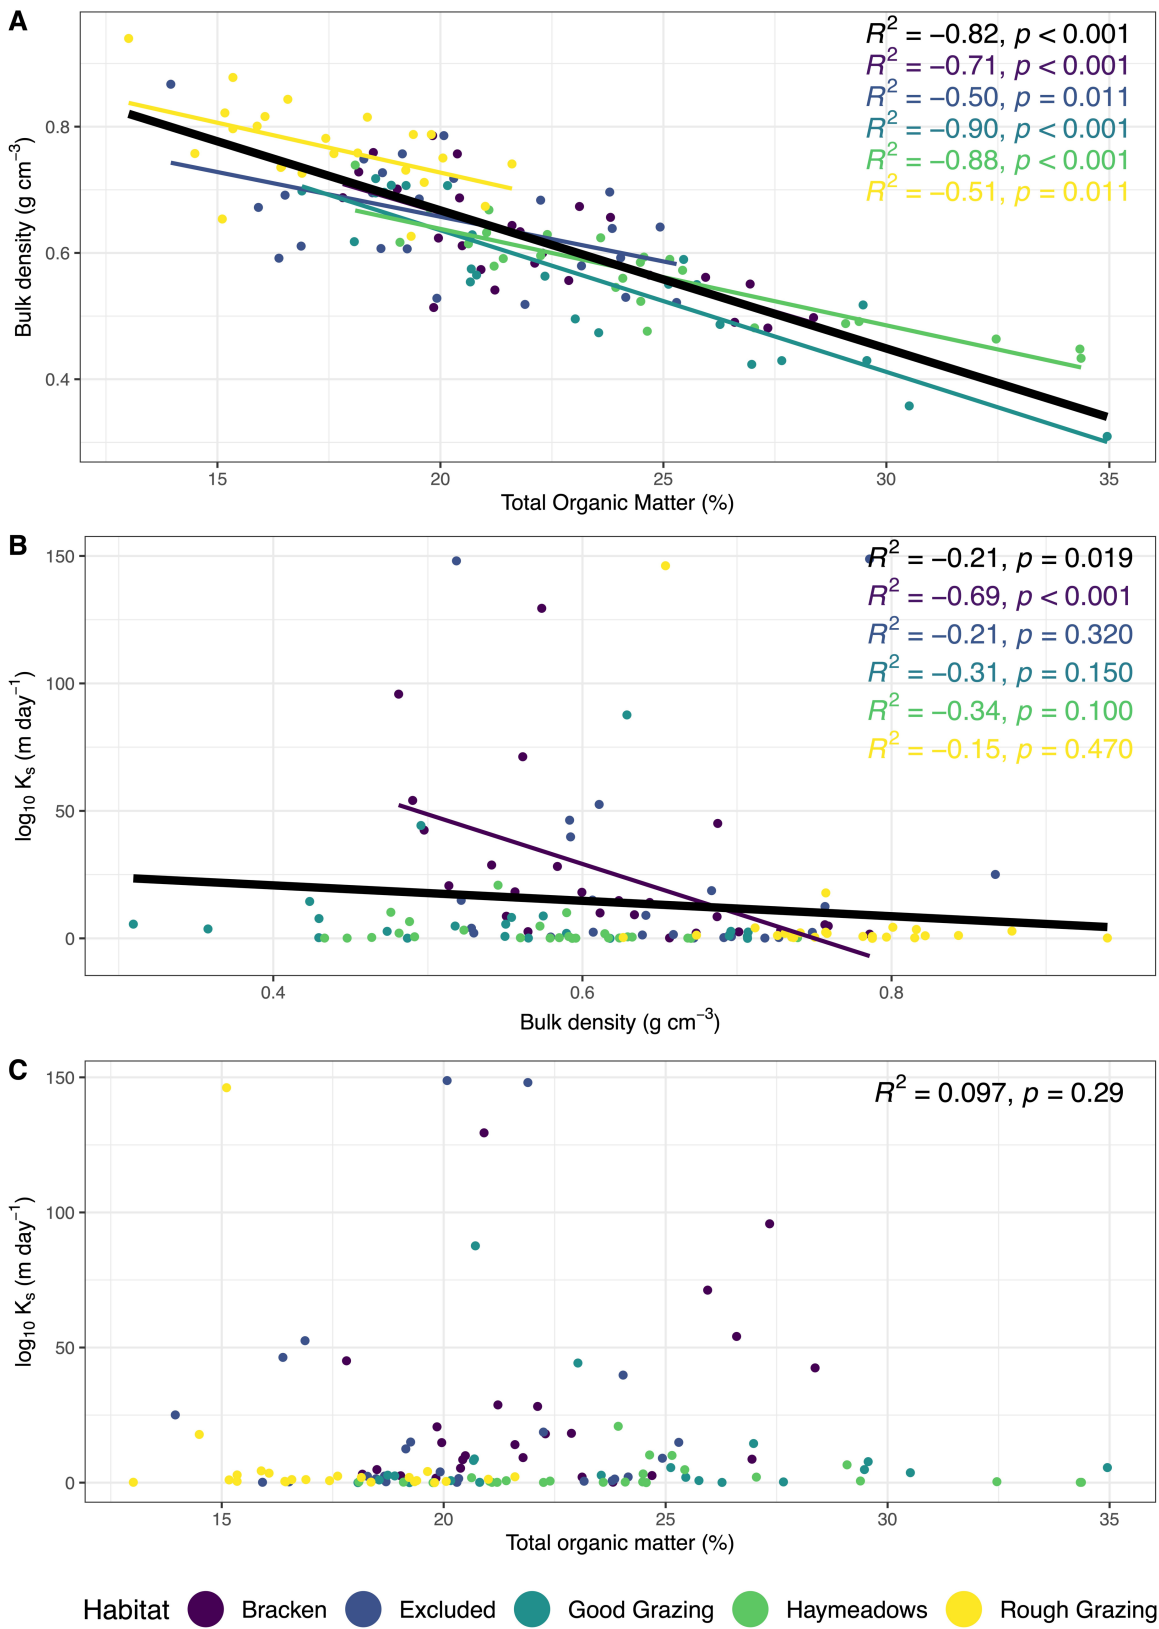 A
R² = −0.82, p < 0.001
R² = −0.71, p < 0.001
R² = −0.50, p = 0.011
R² = −0.90, p < 0.001
R² = −0.88, p < 0.001
R² = −0.51, p = 0.011
Bulk density (g cm⁻³)
0.8
0.6
0.4
15 20 25 30 35
Total Organic Matter (%)
B
R² = −0.21, p = 0.019
R² = −0.69, p < 0.001
R² = −0.21, p = 0.320
R² = −0.31, p = 0.150
R² = −0.34, p = 0.100
R² = −0.15, p = 0.470
log₁₀ Kₛ (m day⁻¹)
150
100
50
0
0.4 0.6 0.8
Bulk density (g cm⁻³)
C
R² = 0.097, p = 0.29
log₁₀ Kₛ (m day⁻¹)
150
100
50
0
15 20 25 30 35
Total organic matter (%)
Habitat Bracken Excluded Good Grazing Haymeadows Rough Grazing